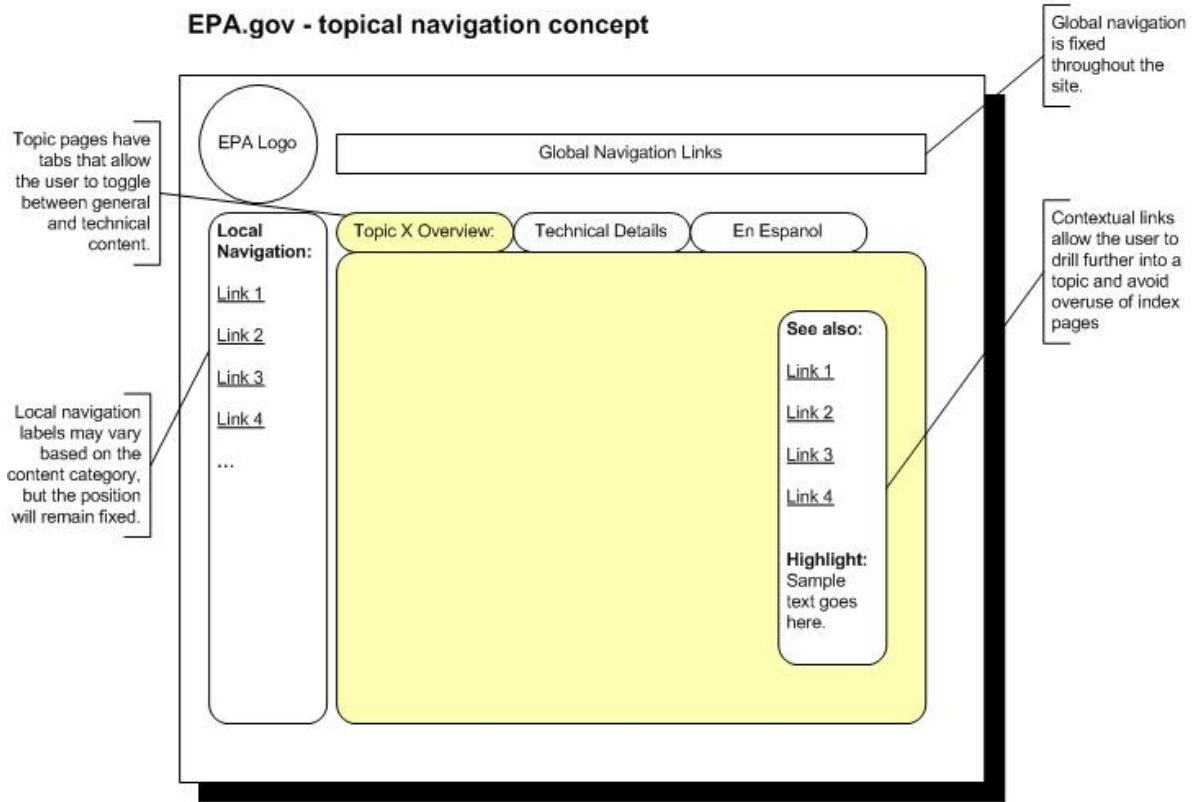 EPA.gov - topical navigation concept
Global navigation
is fixed
throughout the
site.
EPA Logo
Global Navigation Links
Topic pages have
tabs that allow
the user to toggle
between general
and technical
content.
Topic X Overview:
Technical Details
En Espanol
Local
Navigation:
Link 1
Link 2
Link 3
Link 4
...
Contextual links
allow the user to
drill further into a
topic and avoid
overuse of index
pages
See also:
Link 1
Link 2
Link 3
Link 4
Highlight:
Sample
text goes
here.
Local navigation
labels may vary
based on the
content category,
but the position
will remain fixed.